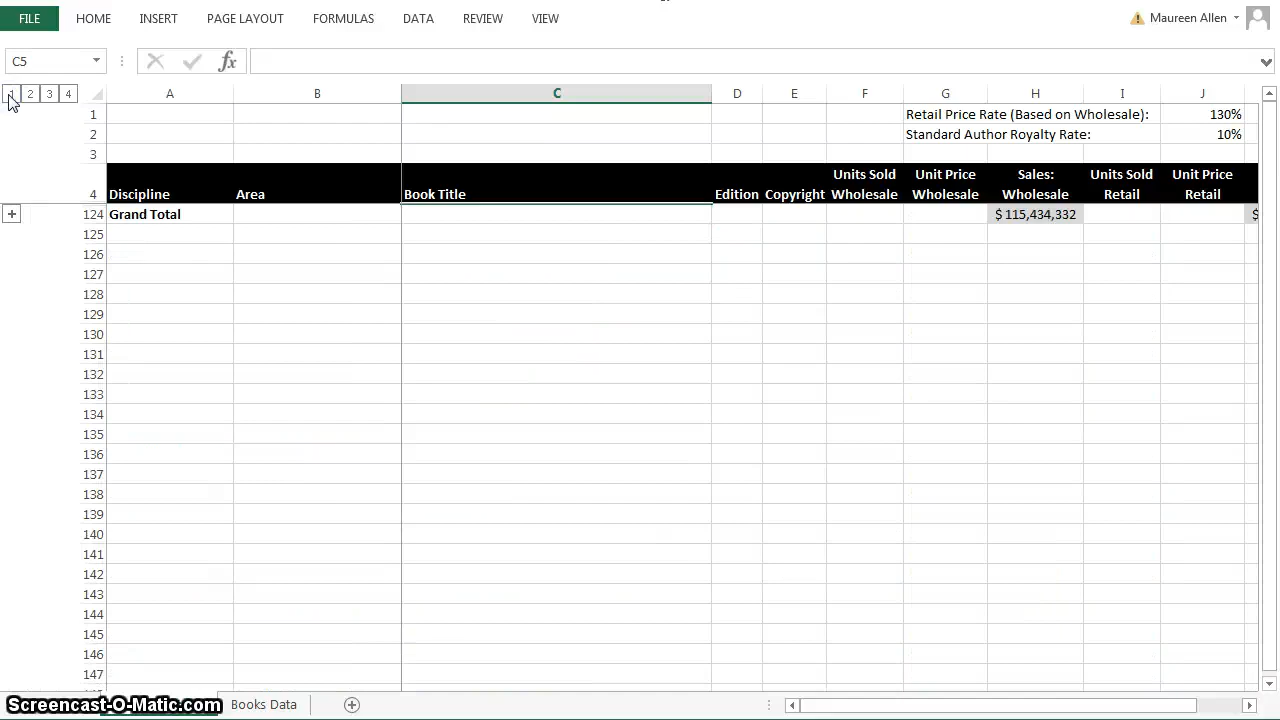 FILE HOME INSERT PAGE LAYOUT FORMULAS DATA REVIEW VIEW Maureen Allen
C5 fx
1 2 3 4 A B C D E F G H I J
1 Retail Price Rate (Based on Wholesale): 130%
2 Standard Author Royalty Rate: 10%
3
Units Sold Unit Price Sales: Units Sold Unit Price
4 Discipline Area Book Title Edition Copyright Wholesale Wholesale Wholesale Retail Retail
124 Grand Total $ 115,434,332 $
125
126
127
128
129
130
131
132
133
134
135
136
137
138
139
140
141
142
143
144
145
146
147
Screencast-O-Matic.com Books Data